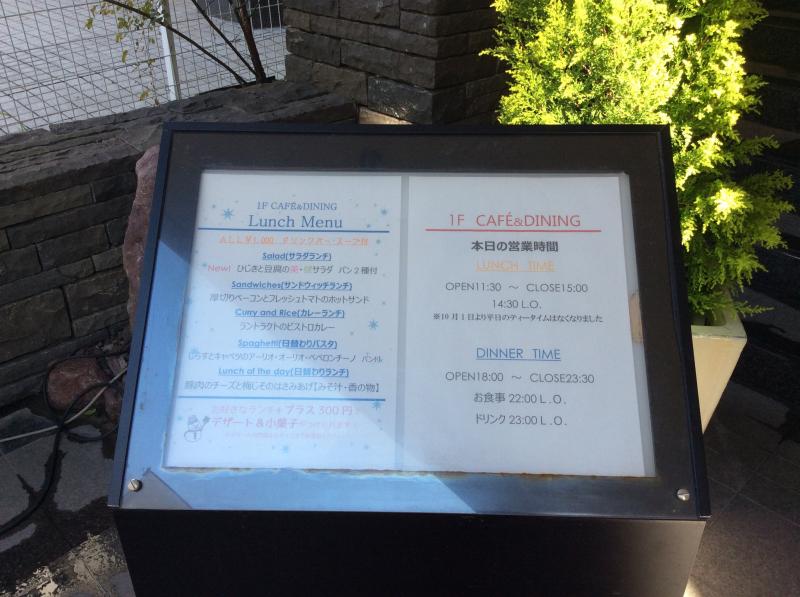 1F CAFÉ&DINING
Lunch Menu
ALL¥1,000 ドリンクバー・スープ付
Salad(サラダランチ)
New! ひじきと豆腐の美・健サラダ パン2種付
Sandwiches(サンドウィッチランチ)
厚切りベーコンとフレッシュトマトのホットサンド
Curry and Rice(カレーランチ)
ラントラクトのビストロカレー
Spaghetti(日替わりパスタ)
しらすとキャベツのアーリオ・オーリオ・ペペロンチーノ
Lunch of the day(日替わりランチ)
豚肉のチーズと梅じそのはさみあげ【みそ汁・香の物】
お好きなランチ+プラス300円で
デザート&小菓子
1F CAFÉ&DINING
本日の営業時間
LUNCH TIME
OPEN11:30 ～ CLOSE15:00
14:30 L.O.
※10月1日より平日のティータイムはなくなりました
DINNER TIME
OPEN18:00 ～ CLOSE23:30
お食事 22:00 L.O.
ドリンク 23:00 L.O.